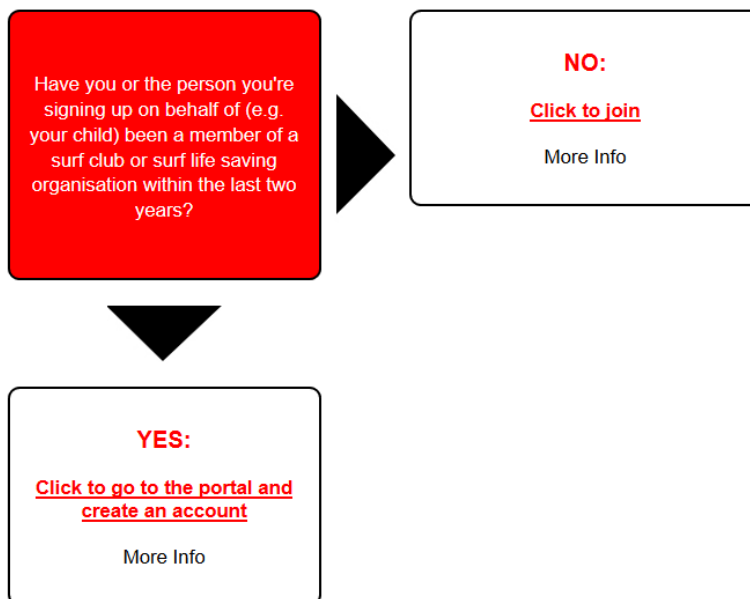 Have you or the person you're
signing up on behalf of (e.g.
your child) been a member of a
surf club or surf life saving
organisation within the last two
years?
NO:
Click to join
More Info
YES:
Click to go to the portal and
create an account
More Info